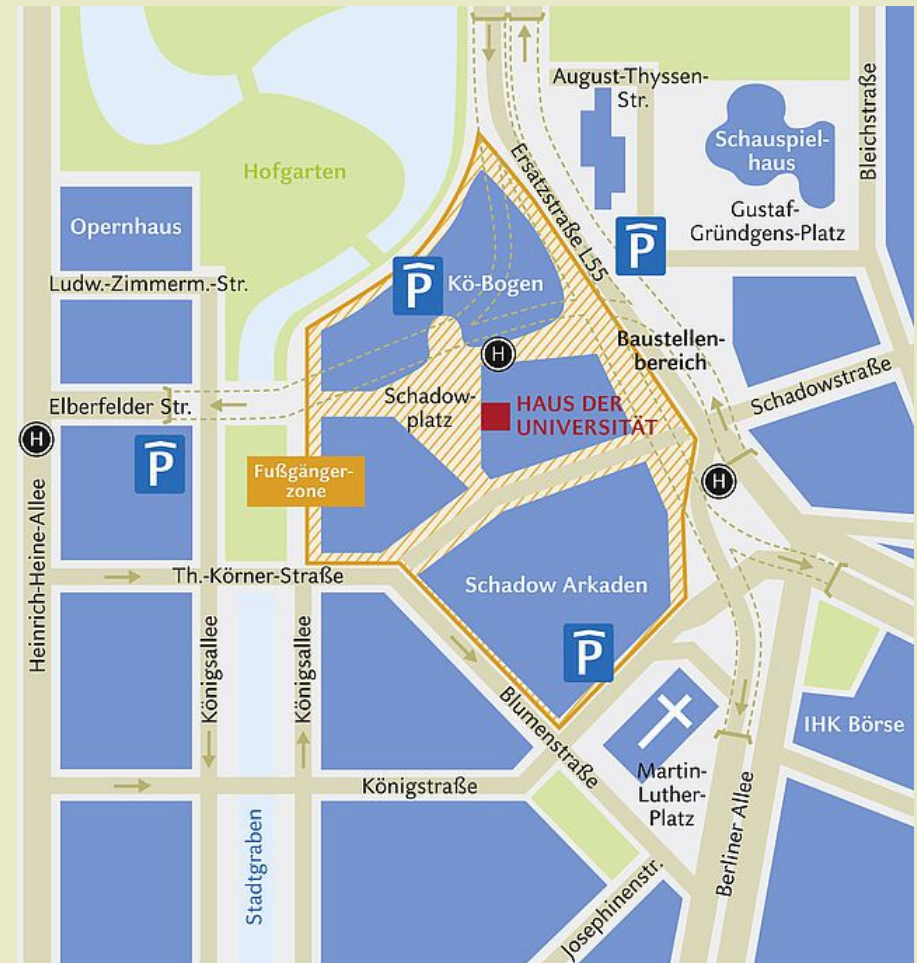 August-Thyssen-
Str.
Bleichstraße
Schauspiel-
haus
Hofgarten
Ersatzstraße L55
Opernhaus
Gustaf-
Gründgens-Platz
P
P
Kö-Bogen
Ludw.-Zimmerm.-Str.
Baustellen-
bereich
H
Schadowstraße
Elberfelder Str.
Schadow-
platz
HAUS DER
UNIVERSITÄT
H
P
Fußgänger-
zone
H
Heinrich-Heine-Allee
Th.-Körner-Straße
Schadow Arkaden
P
Königsallee
Königsallee
Blumenstraße
IHK Börse
Königstraße
Martin-
Luther-
Platz
Berliner Allee
Stadtgraben
Josephinenstr.